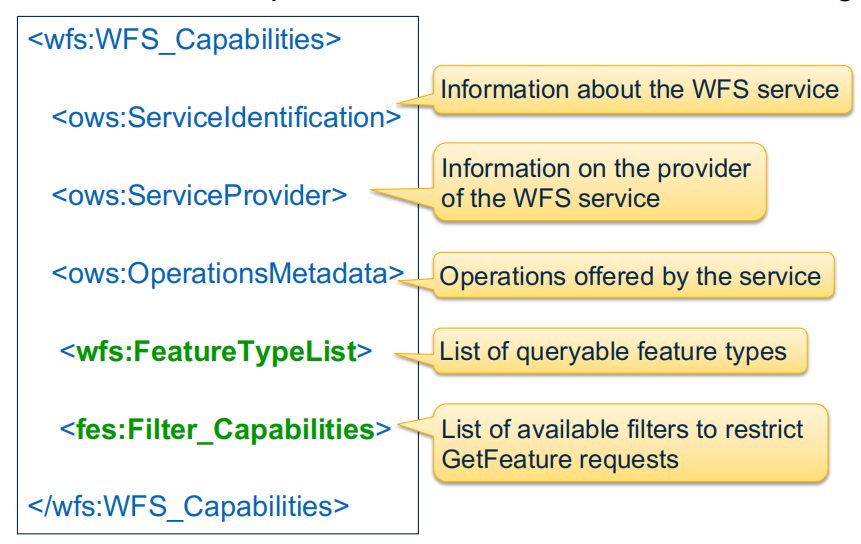 <wfs:WFS_Capabilities>
Information about the WFS service
<ows:ServiceIdentification>
Information on the provider
of the WFS service
<ows:ServiceProvider>
<ows:OperationsMetadata>
Operations offered by the service
<wfs:FeatureTypeList>
List of queryable feature types
<fes:Filter_Capabilities>
List of available filters to restrict
GetFeature requests
</wfs:WFS_Capabilities>